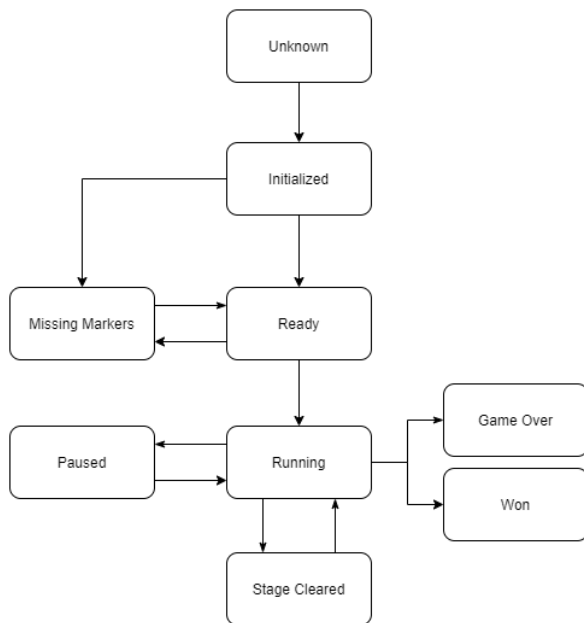 Unknown
Initialized
Missing Markers
Ready
Game Over
Paused
Running
Won
Stage Cleared